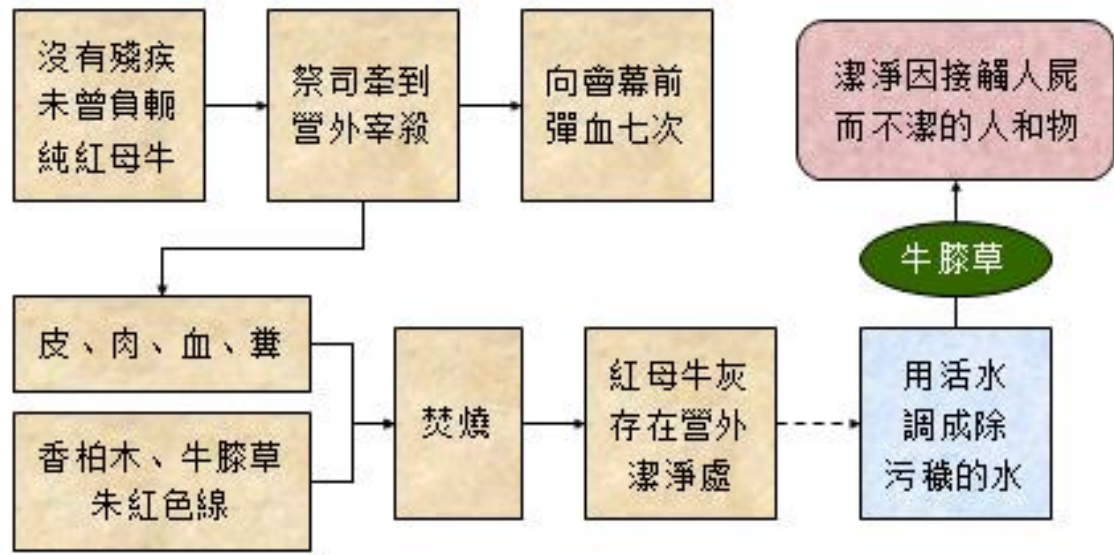 沒有殘疾
未曾負軛
純紅母牛
祭司牽到
營外宰殺
向會幕前
彈血七次
潔淨因接觸人屍
而不潔的人和物
牛膝草
皮、肉、血、糞
香柏木、牛膝草
朱紅色線
焚燒
紅母牛灰
存在營外
潔淨處
用活水
調成除
污穢的水